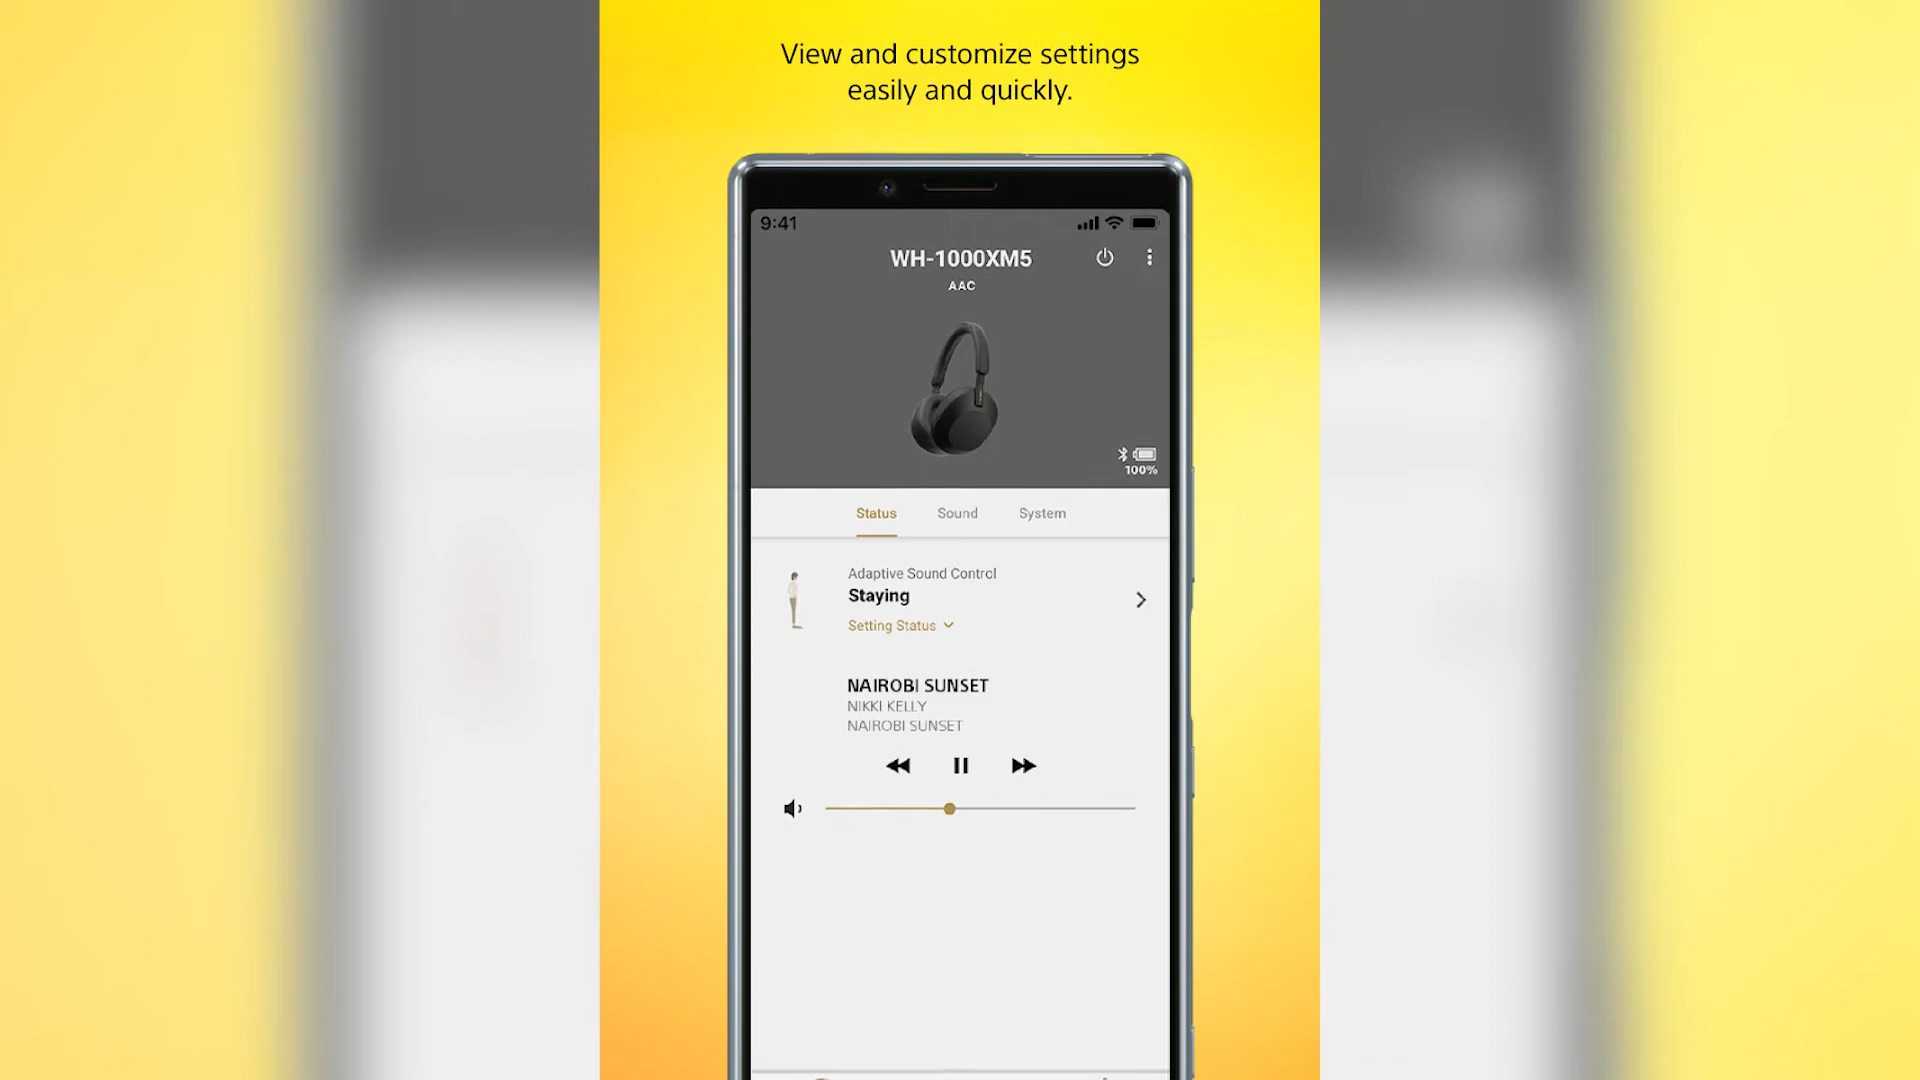 View and customize settings
easily and quickly.
9:41
WH-1000XM5
AAC
100%
Status Sound System
Adaptive Sound Control
Staying
Setting Status
NAIROBI SUNSET
NIKKI KELLY
NAIROBI SUNSET